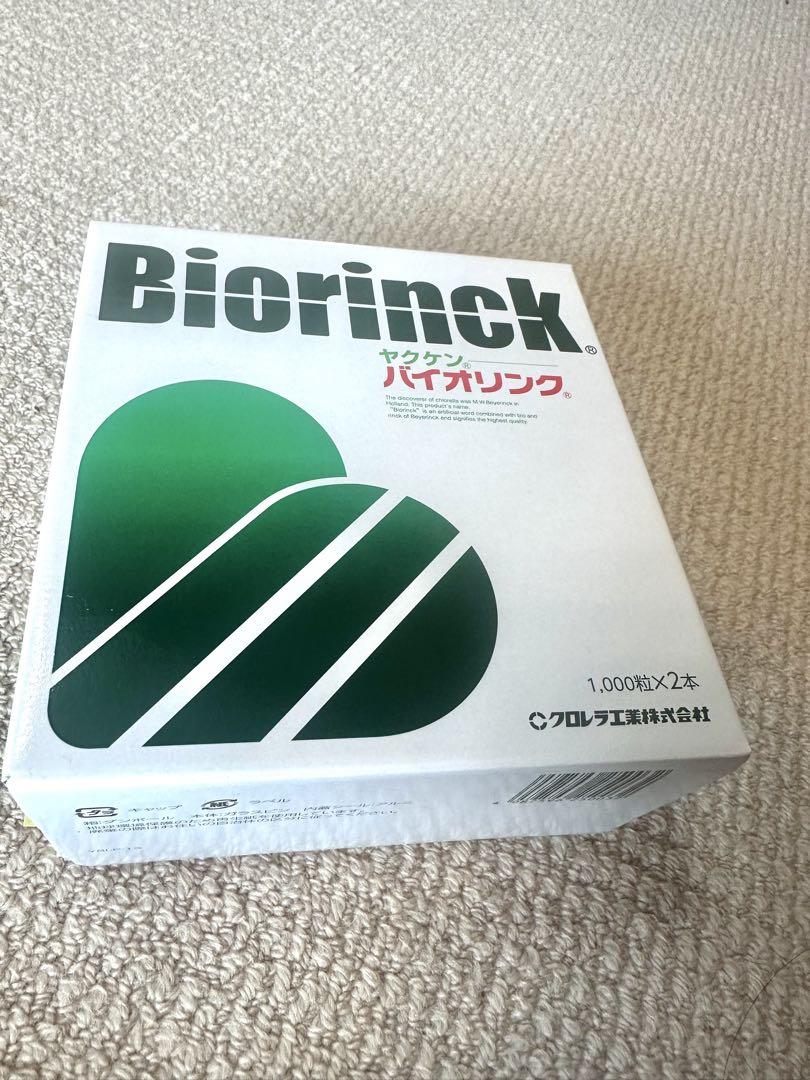 Biorinck®
ヤクケン®
バイオリンク®
The discoverer of chlorella was M.W.Beyerinck in
Holland. This product's name,
"Biorinck" is an artificial word combined with bio and
rinck of Beyerinck and signifies the highest quality.
1,000粒×2本
クロレラ工業株式会社
プラ キャップ ラベル